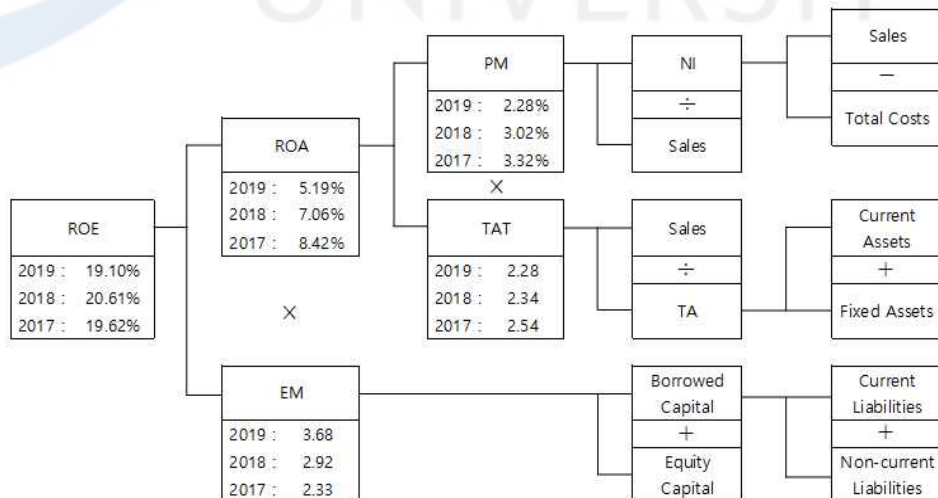 UNIVERSIT
ROE
2019 : 19.10%
2018 : 20.61%
2017 : 19.62%
ROA
2019 : 5.19%
2018 : 7.06%
2017 : 8.42%
×
EM
2019 : 3.68
2018 : 2.92
2017 : 2.33
PM
2019 : 2.28%
2018 : 3.02%
2017 : 3.32%
×
TAT
2019 : 2.28
2018 : 2.34
2017 : 2.54
NI
÷
Sales
Sales
÷
TA
Borrowed
Capital
+
Equity
Capital
Sales
−
Total Costs
Current
Assets
+
Fixed Assets
Current
Liabilities
+
Non-current
Liabilities